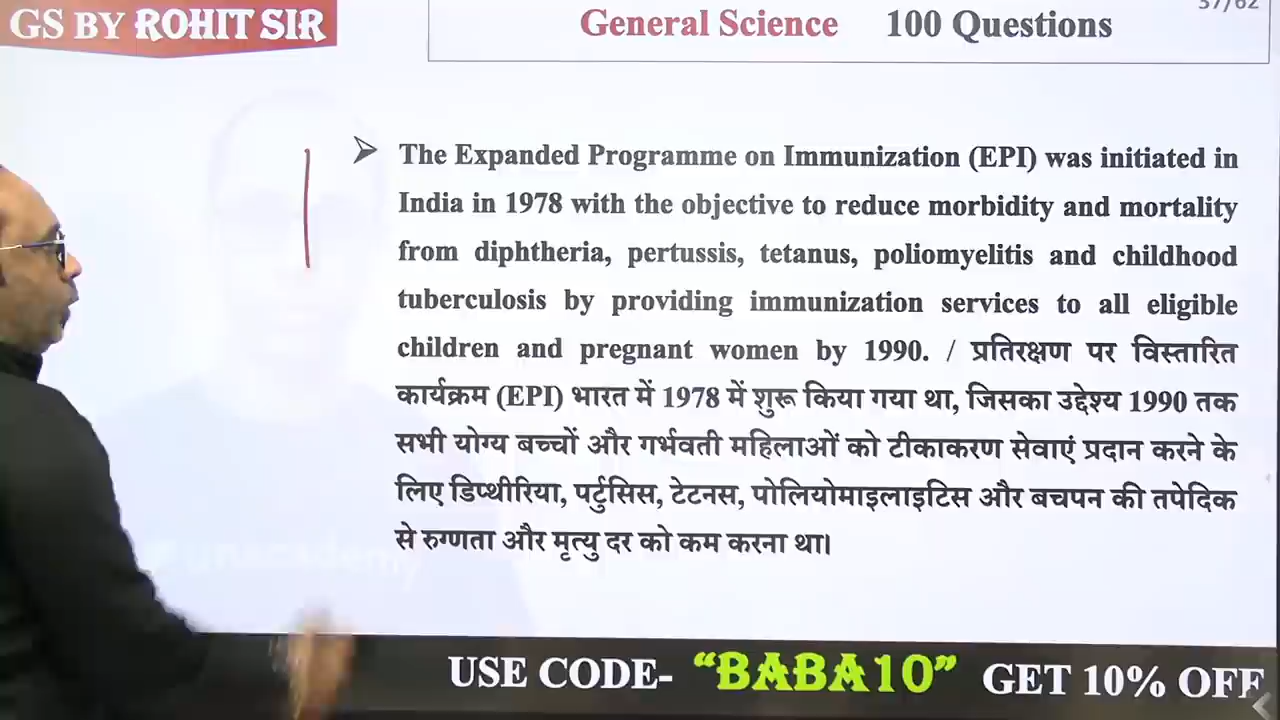 GS BY ROHIT SIR
General Science 100 Questions
37/62
➢ The Expanded Programme on Immunization (EPI) was initiated in
India in 1978 with the objective to reduce morbidity and mortality
from diphtheria, pertussis, tetanus, poliomyelitis and childhood
tuberculosis by providing immunization services to all eligible
children and pregnant women by 1990. / प्रतिरक्षण पर विस्तारित
कार्यक्रम (EPI) भारत में 1978 में शुरू किया गया था, जिसका उद्देश्य 1990 तक
सभी योग्य बच्चों और गर्भवती महिलाओं को टीकाकरण सेवाएं प्रदान करने के
लिए डिप्थीरिया, पर्टुसिस, टेटनस, पोलियोमाइलाइटिस और बचपन की तपेदिक
से रुग्णता और मृत्यु दर को कम करना था।
unacademy
USE CODE- “BABA10” GET 10% OFF